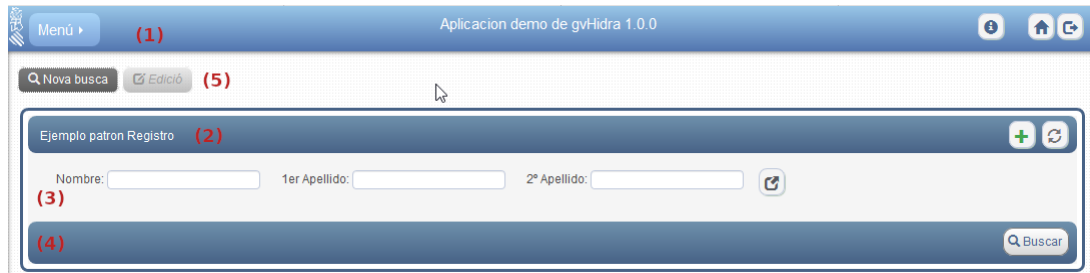 Menú (1) Aplicacion demo de gvHidra 1.0.0
Nova busca Edició (5)
Ejemplo patron Registro (2)
Nombre: 1er Apellido: 2º Apellido:
(3)
(4) Buscar